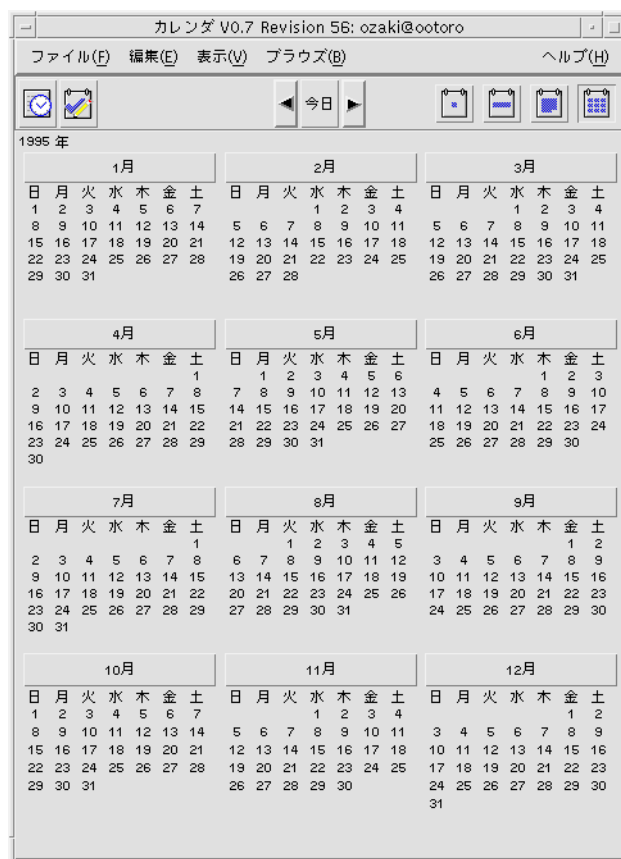 カレンダ V0.7 Revision 56: ozaki@ootoro
ファイル(F) 編集(E) 表示(V) ブラウズ(B) ヘルプ(H)
今日
1995 年
1月 2月 3月
日 月 火 水 木 金 土 日 月 火 水 木 金 土 日 月 火 水 木 金 土
1 2 3 4 5 6 7 1 2 3 4 1 2 3 4
8 9 10 11 12 13 14 5 6 7 8 9 10 11 5 6 7 8 9 10 11
15 16 17 18 19 20 21 12 13 14 15 16 17 18 12 13 14 15 16 17 18
22 23 24 25 26 27 28 19 20 21 22 23 24 25 19 20 21 22 23 24 25
29 30 31 26 27 28 26 27 28 29 30 31
4月 5月 6月
日 月 火 水 木 金 土 日 月 火 水 木 金 土 日 月 火 水 木 金 土
1 1 2 3 4 5 6 1 2 3
2 3 4 5 6 7 8 7 8 9 10 11 12 13 4 5 6 7 8 9 10
9 10 11 12 13 14 15 14 15 16 17 18 19 20 11 12 13 14 15 16 17
16 17 18 19 20 21 22 21 22 23 24 25 26 27 18 19 20 21 22 23 24
23 24 25 26 27 28 29 28 29 30 31 25 26 27 28 29 30
30
7月 8月 9月
日 月 火 水 木 金 土 日 月 火 水 木 金 土 日 月 火 水 木 金 土
1 1 2 3 4 5 1 2
2 3 4 5 6 7 8 6 7 8 9 10 11 12 3 4 5 6 7 8 9
9 10 11 12 13 14 15 13 14 15 16 17 18 19 10 11 12 13 14 15 16
16 17 18 19 20 21 22 20 21 22 23 24 25 26 17 18 19 20 21 22 23
23 24 25 26 27 28 29 27 28 29 30 31 24 25 26 27 28 29 30
30 31
10月 11月 12月
日 月 火 水 木 金 土 日 月 火 水 木 金 土 日 月 火 水 木 金 土
1 2 3 4 5 6 7 1 2 3 4 1 2
8 9 10 11 12 13 14 5 6 7 8 9 10 11 3 4 5 6 7 8 9
15 16 17 18 19 20 21 12 13 14 15 16 17 18 10 11 12 13 14 15 16
22 23 24 25 26 27 28 19 20 21 22 23 24 25 17 18 19 20 21 22 23
29 30 31 26 27 28 29 30 24 25 26 27 28 29 30
31